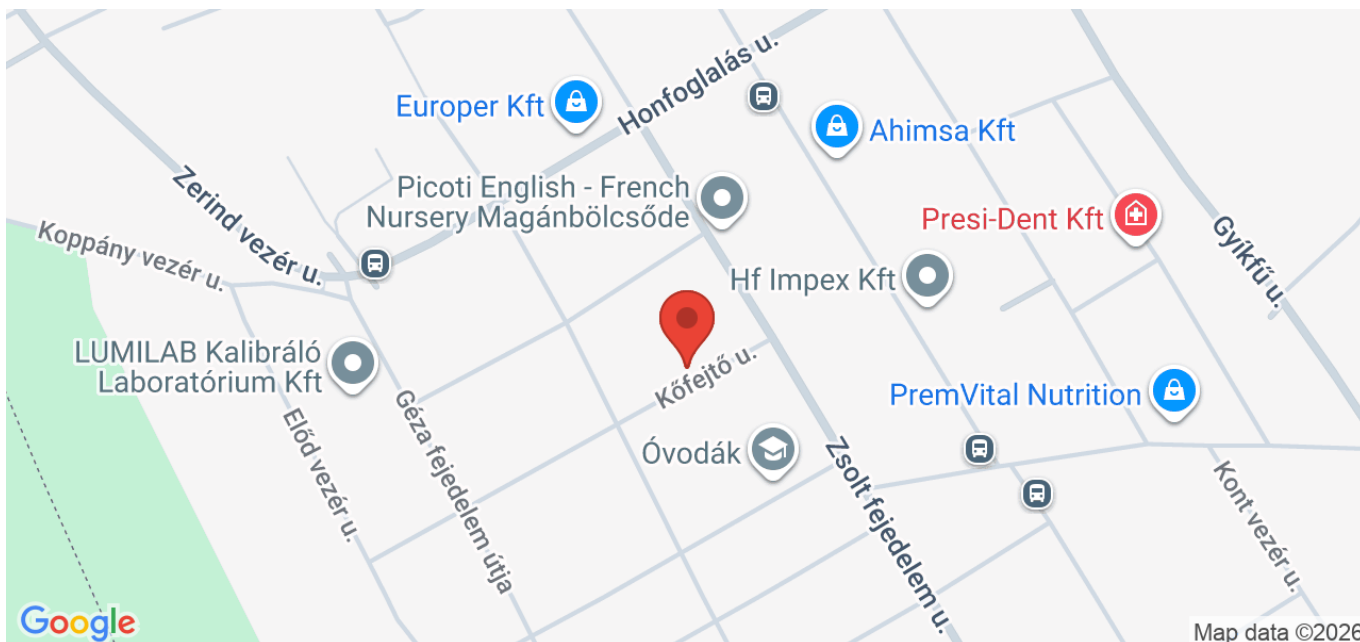 Europer Kft
Honfoglalás u.
Ahimsa Kft
Zerind vezér u.
Picoti English - French
Nursery Magánbölcsőde
Presi-Dent Kft
Gyíkfű u.
Koppány vezér u.
Hf Impex Kft
LUMILAB Kalibráló
Laboratórium Kft
Kőfejtő u.
PremVital Nutrition
Előd vezér u.
Géza fejedelem útja
Óvodák
Zsolt fejedelem u.
Kont vezér u.
Google
Map data ©2026